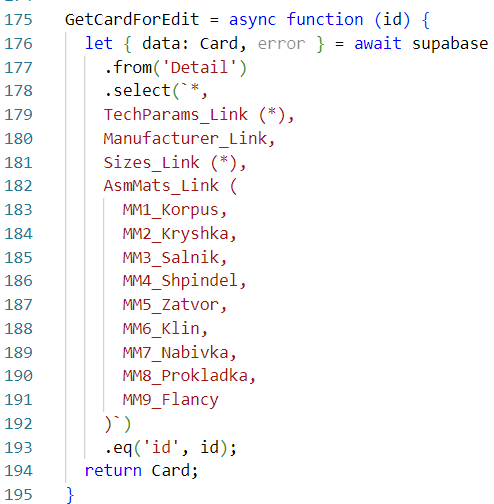 175 GetCardForEdit = async function (id) {
176 let { data: Card, error } = await supabase
177 .from('Detail')
178 .select(`*,
179 TechParams_Link (*),
180 Manufacturer_Link,
181 Sizes_Link (*),
182 AsmMats_Link (
183 MM1_Korpus,
184 MM2_Kryshka,
185 MM3_Salnik,
186 MM4_Shpindel,
187 MM5_Zatvor,
188 MM6_Klin,
189 MM7_Nabivka,
190 MM8_Prokladka,
191 MM9_Flancy
192 )`)
193 .eq('id', id);
194 return Card;
195 }